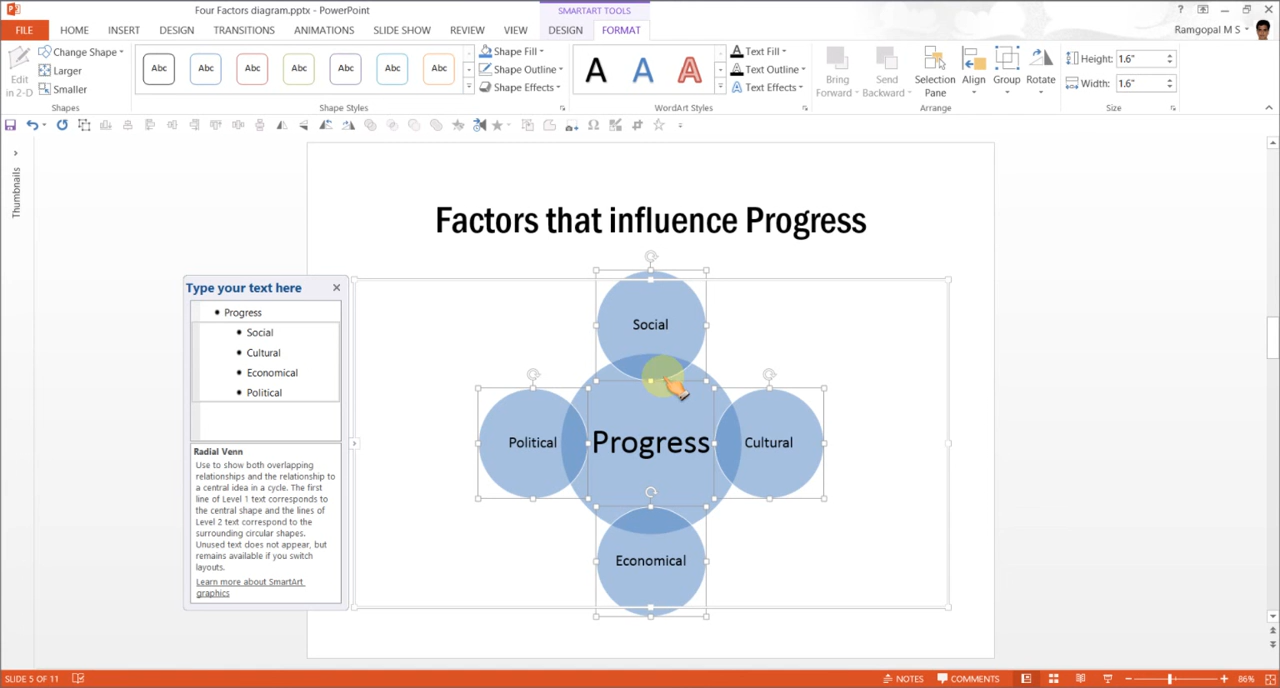 Four Factors diagram.pptx - PowerPoint
SMARTART TOOLS
?
FILE
HOME
INSERT
DESIGN
TRANSITIONS
ANIMATIONS
SLIDE SHOW
REVIEW
VIEW
DESIGN
FORMAT
Ramgopal M S
Edit
in 2-D
Change Shape
Larger
Smaller
Shapes
Abc
Abc
Abc
Abc
Abc
Abc
Abc
Shape Styles
Shape Fill
Shape Outline
Shape Effects
A
A
A
WordArt Styles
Text Fill
Text Outline
Text Effects
Bring
Forward
Send
Backward
Selection
Pane
Align
Group
Rotate
Arrange
Height: 1.6"
Width: 1.6"
Size
Thumbnails
Factors that influence Progress
Type your text here
• Progress
• Social
• Cultural
• Economical
• Political
Radial Venn
Use to show both overlapping
relationships and the relationship to
a central idea in a cycle. The first
line of Level 1 text corresponds to
the central shape and the lines of
Level 2 text correspond to the
surrounding circular shapes.
Unused text does not appear, but
remains available if you switch
layouts.
Learn more about SmartArt
graphics
Social
Political
Progress
Cultural
Economical
SLIDE 5 OF 11
NOTES
COMMENTS
86%